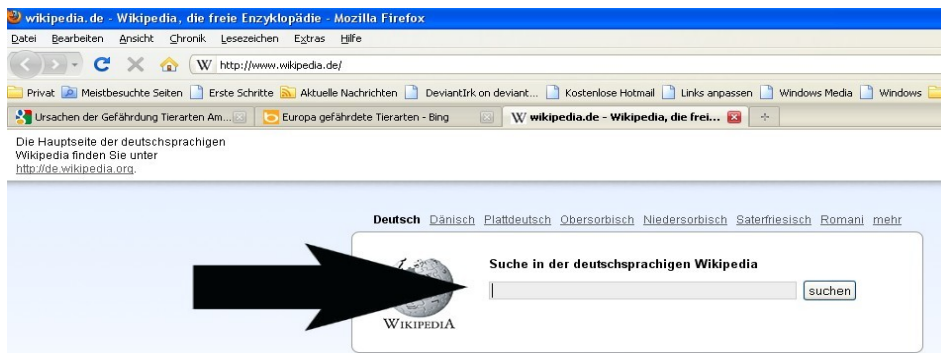 wikipedia.de - Wikipedia, die freie Enzyklopädie - Mozilla Firefox
Datei Bearbeiten Ansicht Chronik Lesezeichen Extras Hilfe
W http://www.wikipedia.de/
Privat Meistbesuchte Seiten Erste Schritte Aktuelle Nachrichten DeviantIrk on deviant... Kostenlose Hotmail Links anpassen Windows Media Windows
Ursachen der Gefährdung Tierarten Am... Europa gefährdete Tierarten - Bing W wikipedia.de - Wikipedia, die frei...
Die Hauptseite der deutschsprachigen
Wikipedia finden Sie unter
http://de.wikipedia.org.
Deutsch Dänisch Plattdeutsch Obersorbisch Niedersorbisch Saterfriesisch Romani mehr
Suche in der deutschsprachigen Wikipedia
suchen
WIKIPEDIA